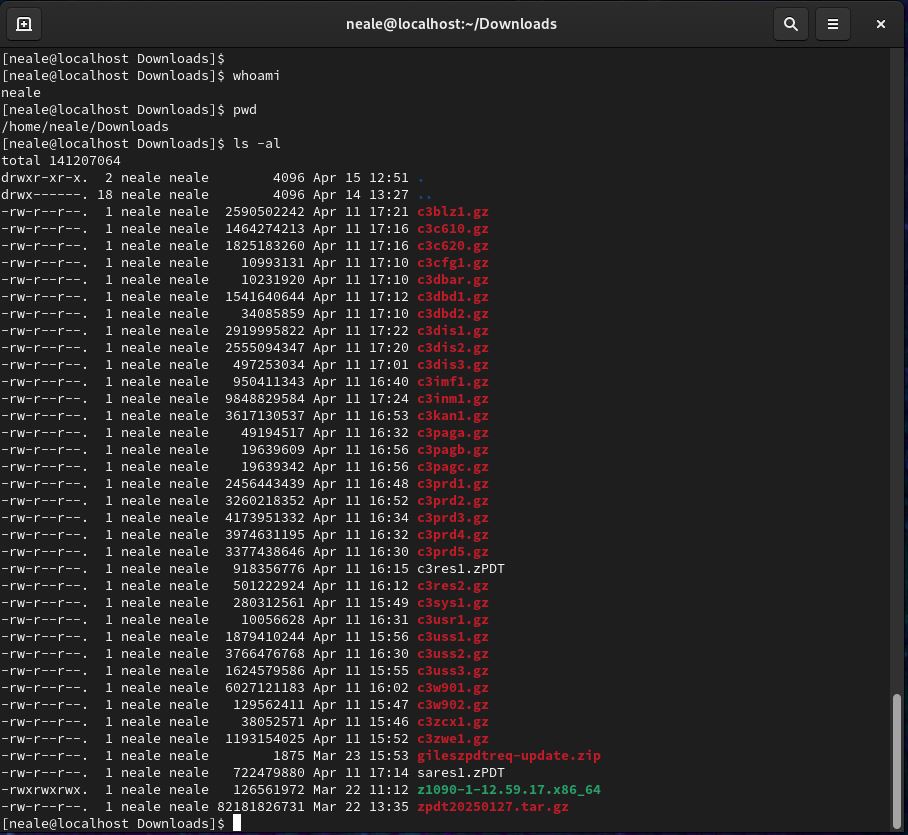 neale@localhost:~/Downloads
[neale@localhost Downloads]$
[neale@localhost Downloads]$ whoami
neale
[neale@localhost Downloads]$ pwd
/home/neale/Downloads
[neale@localhost Downloads]$ ls -al
total 141207064
drwxr-xr-x.  2 neale neale        4096 Apr 15 12:51 .
drwx------. 18 neale neale        4096 Apr 14 13:27 ..
-rw-r--r--.  1 neale neale  2590502242 Apr 11 17:21 c3blz1.gz
-rw-r--r--.  1 neale neale  1464274213 Apr 11 17:16 c3c610.gz
-rw-r--r--.  1 neale neale  1825183260 Apr 11 17:16 c3c620.gz
-rw-r--r--.  1 neale neale    10993131 Apr 11 17:10 c3cfg1.gz
-rw-r--r--.  1 neale neale    10231920 Apr 11 17:10 c3dbar.gz
-rw-r--r--.  1 neale neale  1541640644 Apr 11 17:12 c3dbd1.gz
-rw-r--r--.  1 neale neale    34085859 Apr 11 17:10 c3dbd2.gz
-rw-r--r--.  1 neale neale  2919995822 Apr 11 17:22 c3dis1.gz
-rw-r--r--.  1 neale neale  2555094347 Apr 11 17:20 c3dis2.gz
-rw-r--r--.  1 neale neale   497253034 Apr 11 17:01 c3dis3.gz
-rw-r--r--.  1 neale neale   950411343 Apr 11 16:40 c3imf1.gz
-rw-r--r--.  1 neale neale  9848829584 Apr 11 17:24 c3inm1.gz
-rw-r--r--.  1 neale neale  3617130537 Apr 11 16:53 c3kan1.gz
-rw-r--r--.  1 neale neale    49194517 Apr 11 16:32 c3paga.gz
-rw-r--r--.  1 neale neale    19639609 Apr 11 16:56 c3pagb.gz
-rw-r--r--.  1 neale neale    19639342 Apr 11 16:56 c3pagc.gz
-rw-r--r--.  1 neale neale  2456443439 Apr 11 16:48 c3prd1.gz
-rw-r--r--.  1 neale neale  3260218352 Apr 11 16:52 c3prd2.gz
-rw-r--r--.  1 neale neale  4173951332 Apr 11 16:34 c3prd3.gz
-rw-r--r--.  1 neale neale  3974631195 Apr 11 16:32 c3prd4.gz
-rw-r--r--.  1 neale neale  3377438646 Apr 11 16:30 c3prd5.gz
-rw-r--r--.  1 neale neale   918356776 Apr 11 16:15 c3res1.zPDT
-rw-r--r--.  1 neale neale   501222924 Apr 11 16:12 c3res2.gz
-rw-r--r--.  1 neale neale   280312561 Apr 11 15:49 c3sys1.gz
-rw-r--r--.  1 neale neale    10056628 Apr 11 16:31 c3usr1.gz
-rw-r--r--.  1 neale neale  1879410244 Apr 11 15:56 c3uss1.gz
-rw-r--r--.  1 neale neale  3766476768 Apr 11 16:30 c3uss2.gz
-rw-r--r--.  1 neale neale  1624579586 Apr 11 15:55 c3uss3.gz
-rw-r--r--.  1 neale neale  6027121183 Apr 11 16:02 c3w901.gz
-rw-r--r--.  1 neale neale   129562411 Apr 11 15:47 c3w902.gz
-rw-r--r--.  1 neale neale    38052571 Apr 11 15:46 c3zcx1.gz
-rw-r--r--.  1 neale neale  1193154025 Apr 11 15:52 c3zwe1.gz
-rw-r--r--.  1 neale neale        1875 Mar 23 15:53 gileszpdtreq-update.zip
-rw-r--r--.  1 neale neale   722479880 Apr 11 17:14 sares1.zPDT
-rwxrwxrwx.  1 neale neale   126561972 Mar 22 11:12 z1090-1-12.59.17.x86_64
-rw-r--r--.  1 neale neale 82181826731 Mar 22 13:35 zpdt20250127.tar.gz
[neale@localhost Downloads]$